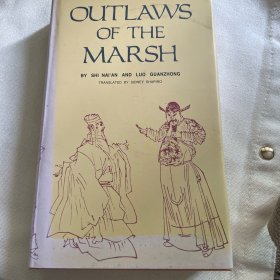 OUTLAWS
OF THE
MARSH
BY SHI NAI'AN AND LUO GUANZHONG
TRANSLATED BY SIDNEY SHAPIRO